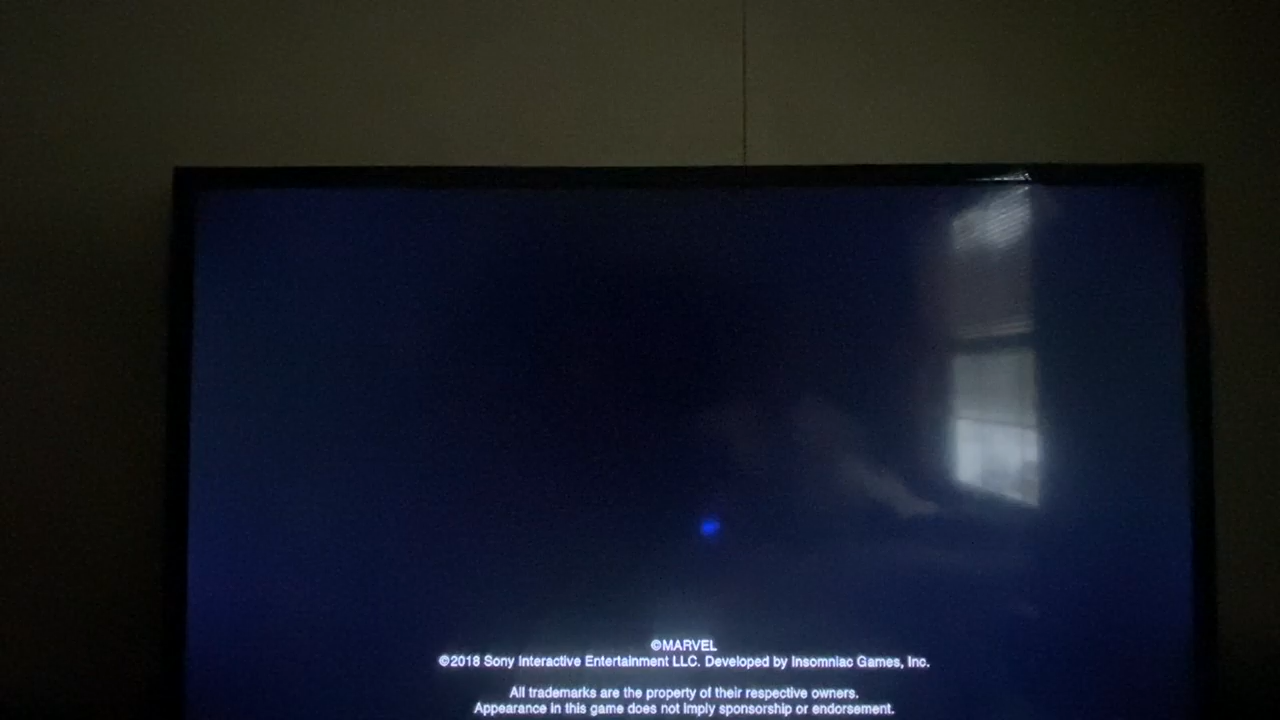 ©MARVEL
©2018 Sony Interactive Entertainment LLC. Developed by Insomniac Games, Inc.
All trademarks are the property of their respective owners.
Appearance in this game does not imply sponsorship or endorsement.